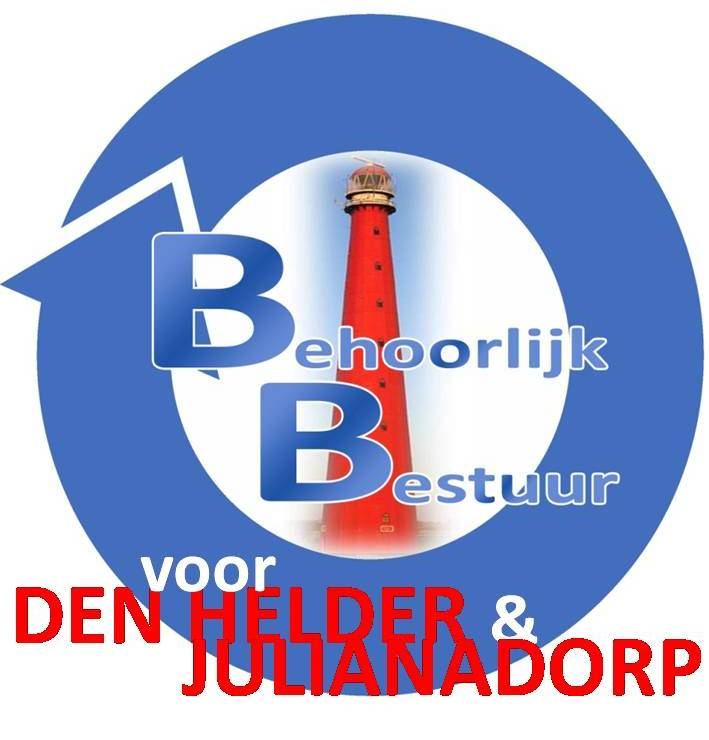 Behoorlijk
Bestuur
voor
DEN HELDER &
JULIANADORP